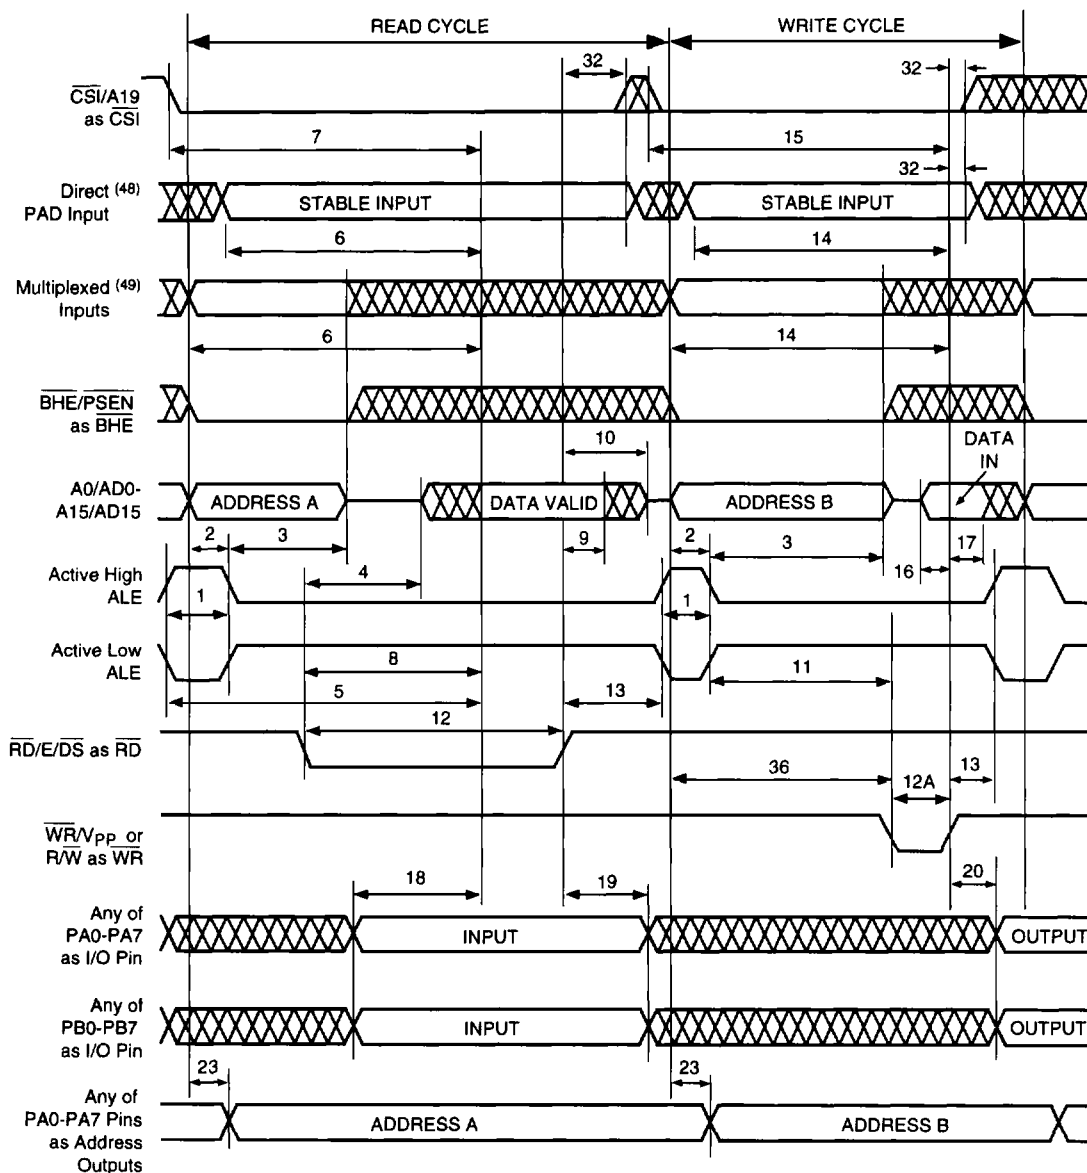 READ CYCLE
WRITE CYCLE
32
32
CSI/A19
as CSI
7
15
32
Direct (48)
PAD Input
STABLE INPUT
STABLE INPUT
6
14
Multiplexed (49)
Inputs
6
14
BHE/PSEN
as BHE
10
DATA
IN
A0/AD0-
A15/AD15
ADDRESS A
DATA VALID
ADDRESS B
2
3
9
2
3
17
4
16
Active High
ALE
1
1
Active Low
ALE
8
11
5
13
12
RD/E/DS as RD
36
12A
13
WR/VPP or
R/W as WR
18
19
20
Any of
PA0-PA7
as I/O Pin
INPUT
OUTPUT
Any of
PB0-PB7
as I/O Pin
INPUT
OUTPUT
23
23
Any of
PA0-PA7 Pins
as Address
Outputs
ADDRESS A
ADDRESS B